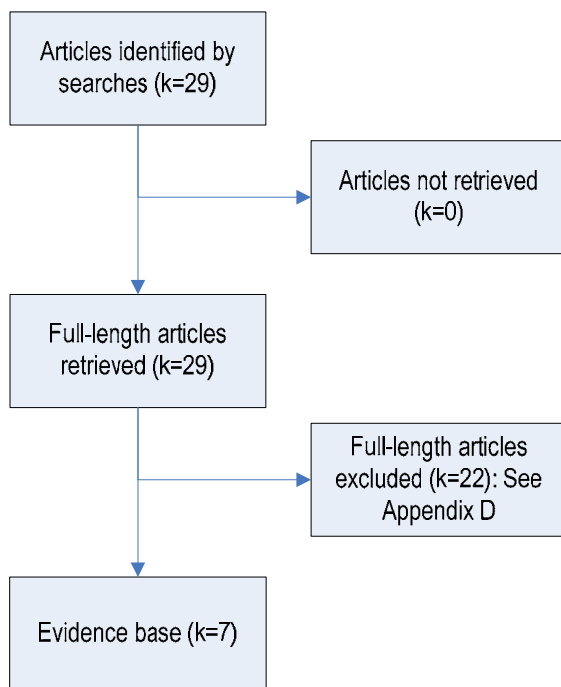 Articles identified by
searches (k=29)
Articles not retrieved
(k=0)
Full-length articles
retrieved (k=29)
Full-length articles
excluded (k=22): See
Appendix D
Evidence base (k=7)